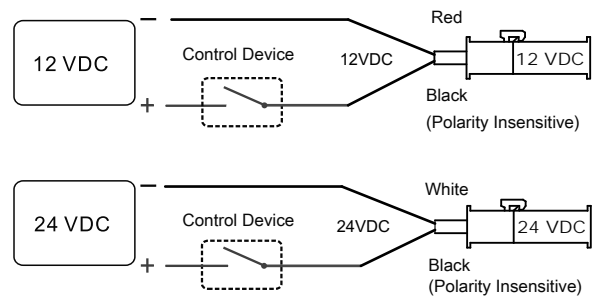 Red
−
Control Device
12VDC
12 VDC
12 VDC
+
Black
(Polarity Insensitive)
−
White
Control Device
24VDC
24 VDC
24 VDC
+
Black
(Polarity Insensitive)